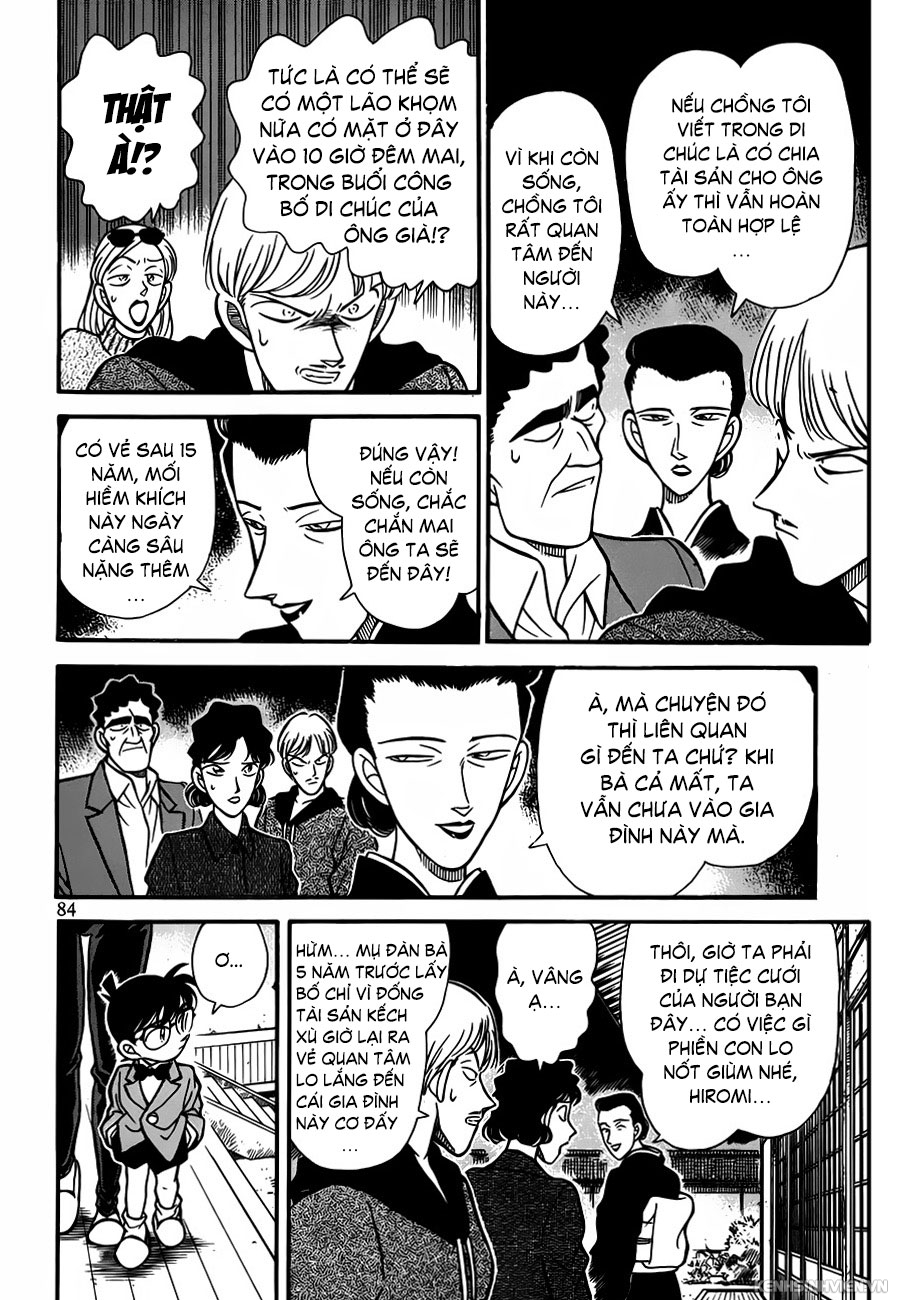 NẾU CHỒNG TÔI
VIẾT TRONG DI
CHÚC LÀ CÓ CHIA
TÀI SẢN CHO ÔNG
ẤY THÌ VẪN HOÀN
TOÀN HỢP LỆ
...
VÌ KHI CÒN
SỐNG,
CHỒNG TÔI
RẤT QUAN
TÂM ĐẾN
NGƯỜI
NÀY...
TỨC LÀ CÓ THỂ SẼ
CÓ MỘT LÃO KHỌM
NỮA CÓ MẶT Ở ĐÂY
VÀO 10 GIỜ ĐÊM MAI,
TRONG BUỔI CÔNG
BỐ DI CHÚC CỦA
ÔNG GIÀ!?
THẬT
À!?
ĐÚNG VẬY!
NẾU CÒN
SỐNG, CHẮC
CHẮN MAI
ÔNG TA SẼ
ĐẾN ĐÂY!
CÓ VẺ SAU 15
NĂM, MỐI
HIỀM KHÍCH
NÀY NGÀY
CÀNG SÂU
NẶNG THÊM
...
À, MÀ CHUYỆN ĐÓ
THÌ LIÊN QUAN
GÌ ĐẾN TA CHỨ? KHI
BÀ CẢ MẤT, TA
VẪN CHƯA VÀO GIA
ĐÌNH NÀY MÀ.
84
THÔI, GIỜ TA PHẢI
ĐI DỰ TIỆC CƯỚI
CỦA NGƯỜI BẠN
ĐÂY... CÓ VIỆC GÌ
PHIỀN CON LO
NỐT GIÙM NHÉ,
HIROMI...
À, VÂNG
Ạ...
HỪM... MỤ ĐÀN BÀ
5 NĂM TRƯỚC LẤY
BỐ CHỈ VÌ ĐỐNG
TÀI SẢN KẾCH
XÙ GIỜ LẠI RA
VẺ QUAN TÂM
LO LẮNG ĐẾN
CÁI GIA ĐÌNH
NÀY CƠ ĐẤY
...
Ơ...
KENHSINHVIEN.VN